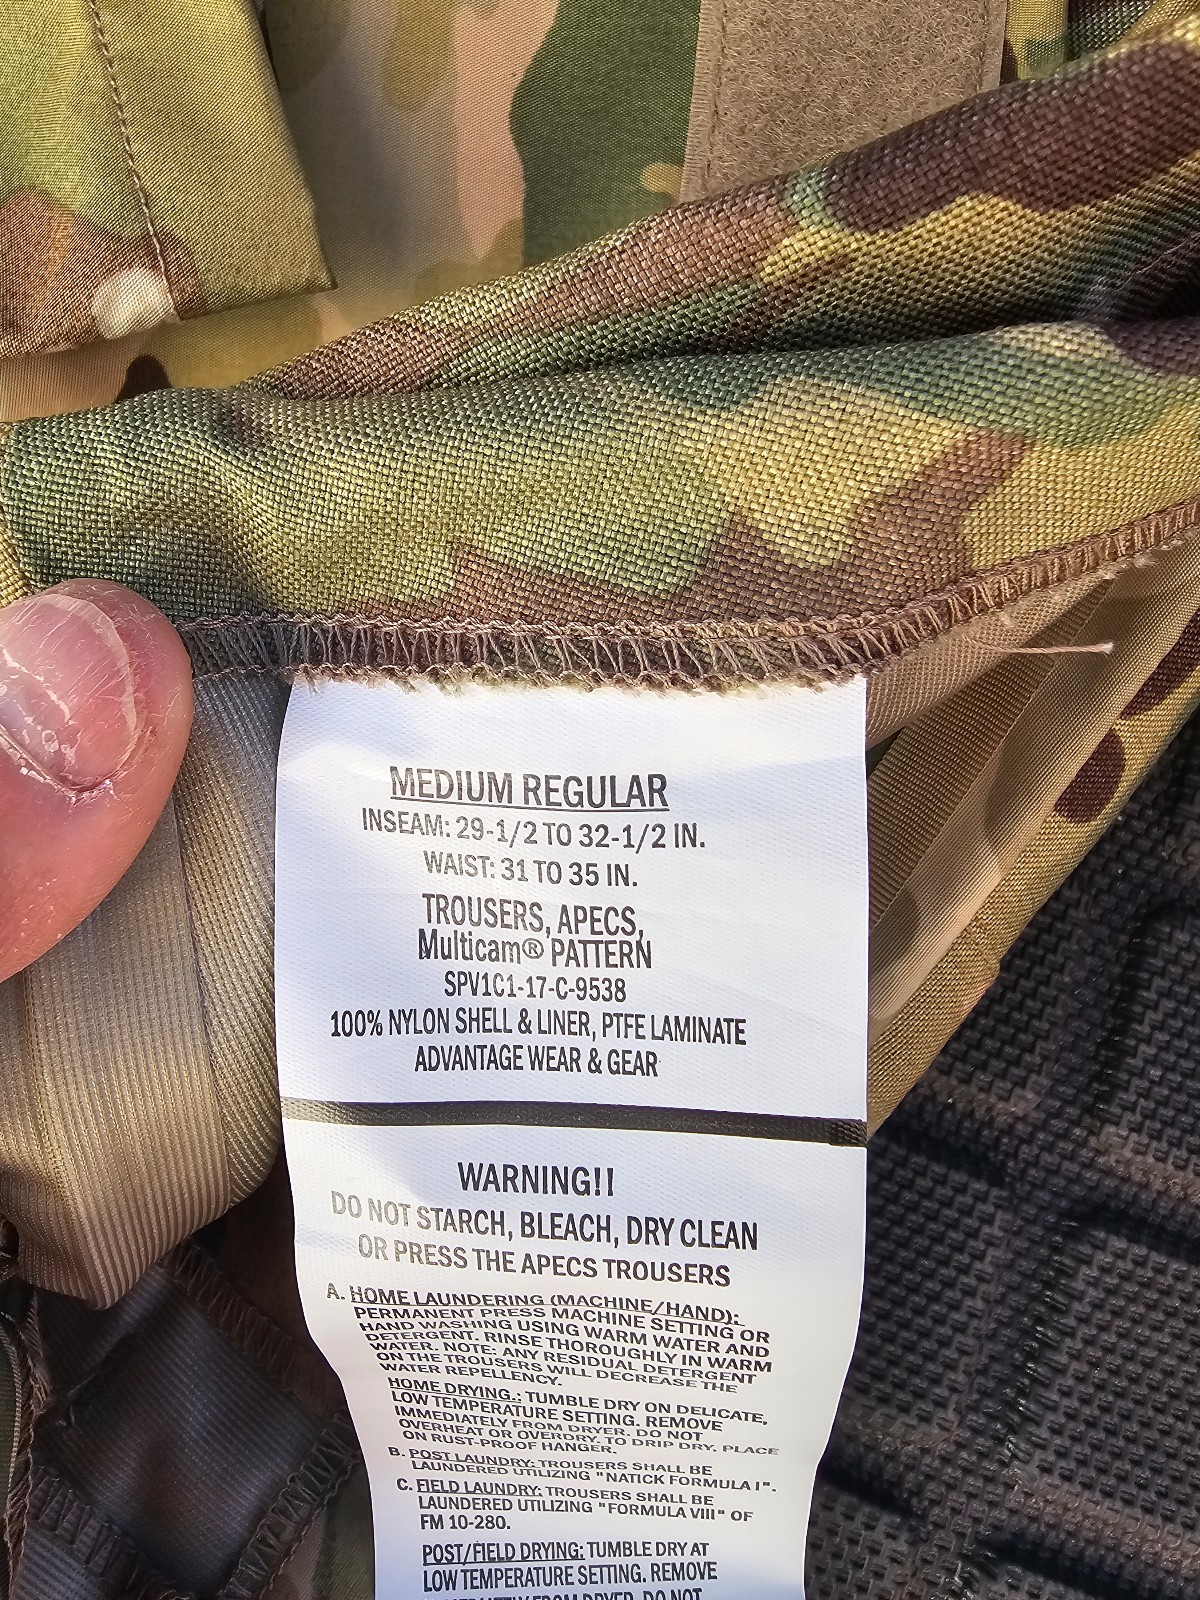 MEDIUM REGULAR
INSEAM: 29-1/2 TO 32-1/2 IN.
WAIST: 31 TO 35 IN.
TROUSERS, APECS,
Multicam® PATTERN
SPV1C1-17-C-9538
100% NYLON SHELL & LINER, PTFE LAMINATE
ADVANTAGE WEAR & GEAR
WARNING!!
DO NOT STARCH, BLEACH, DRY CLEAN
OR PRESS THE APECS TROUSERS
A. HOME LAUNDERING (MACHINE/HAND):
PERMANENT PRESS MACHINE SETTING OR
HAND WASHING USING WARM WATER AND
DETERGENT. RINSE THOROUGHLY IN WARM
WATER. NOTE: ANY RESIDUAL DETERGENT
ON THE TROUSERS WILL DECREASE THE
WATER REPELLENCY.
HOME DRYING.: TUMBLE DRY ON DELICATE,
LOW TEMPERATURE SETTING. REMOVE
IMMEDIATELY FROM DRYER. DO NOT
OVERHEAT OR OVERDRY. TO DRIP DRY, PLACE
ON RUST-PROOF HANGER.
B. POST LAUNDRY: TROUSERS SHALL BE
LAUNDERED UTILIZING "NATICK FORMULA I".
C. FIELD LAUNDRY: TROUSERS SHALL BE
LAUNDERED UTILIZING "FORMULA VIII" OF
FM 10-280.
POST/FIELD DRYING: TUMBLE DRY AT
LOW TEMPERATURE SETTING. REMOVE
IMMEDIATELY FROM DRYER. DO NOT